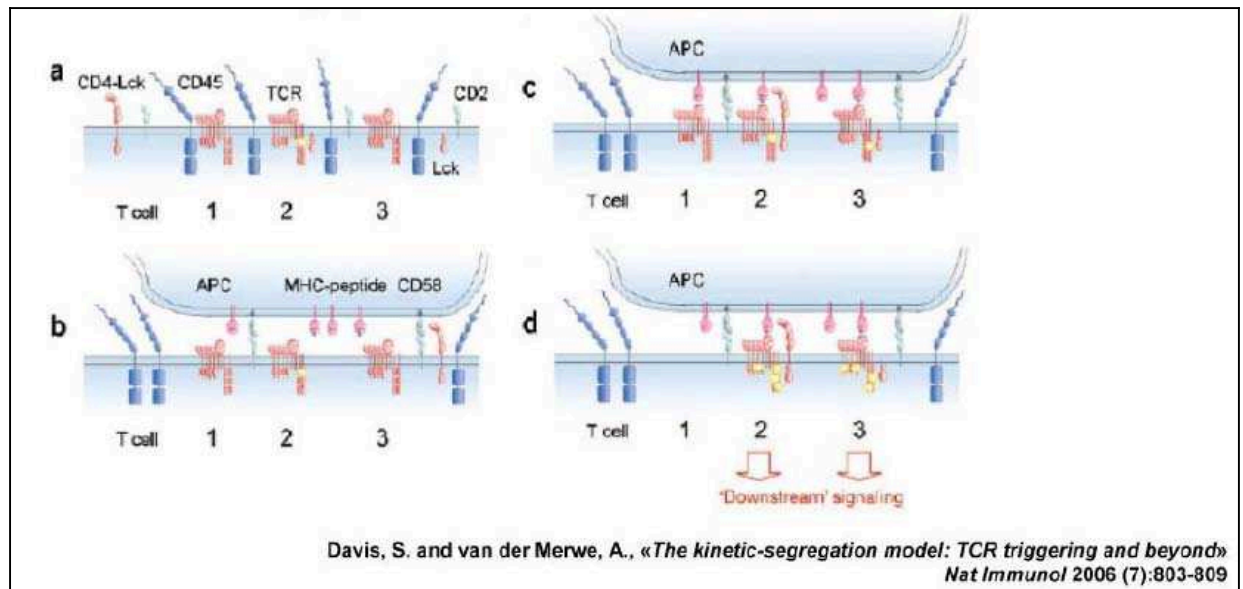 a
CD4-Lck
CD45
TCR
CD2
Lck
T cell 1 2 3
b
APC
MHC-peptide
CD58
T cell 1 2 3
c
APC
T cell 1 2 3
d
APC
T cell 1 2 3
'Downstream' signaling
Davis, S. and van der Merwe, A., «The kinetic-segregation model: TCR triggering and beyond»
Nat Immunol 2006 (7):803-809